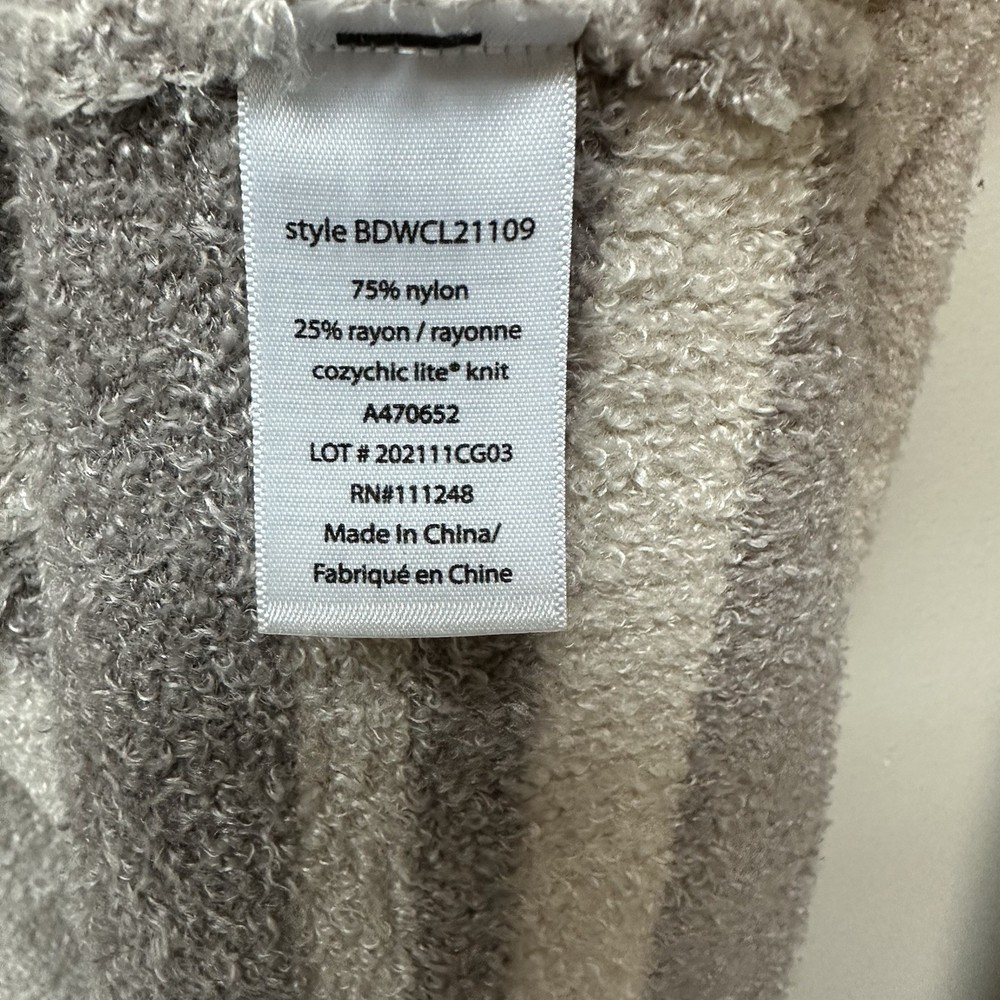 style BDWCL21109
75% nylon
25% rayon / rayonne
cozychic lite® knit
A470652
LOT # 202111CG03
RN#111248
Made In China/
Fabriqué en Chine